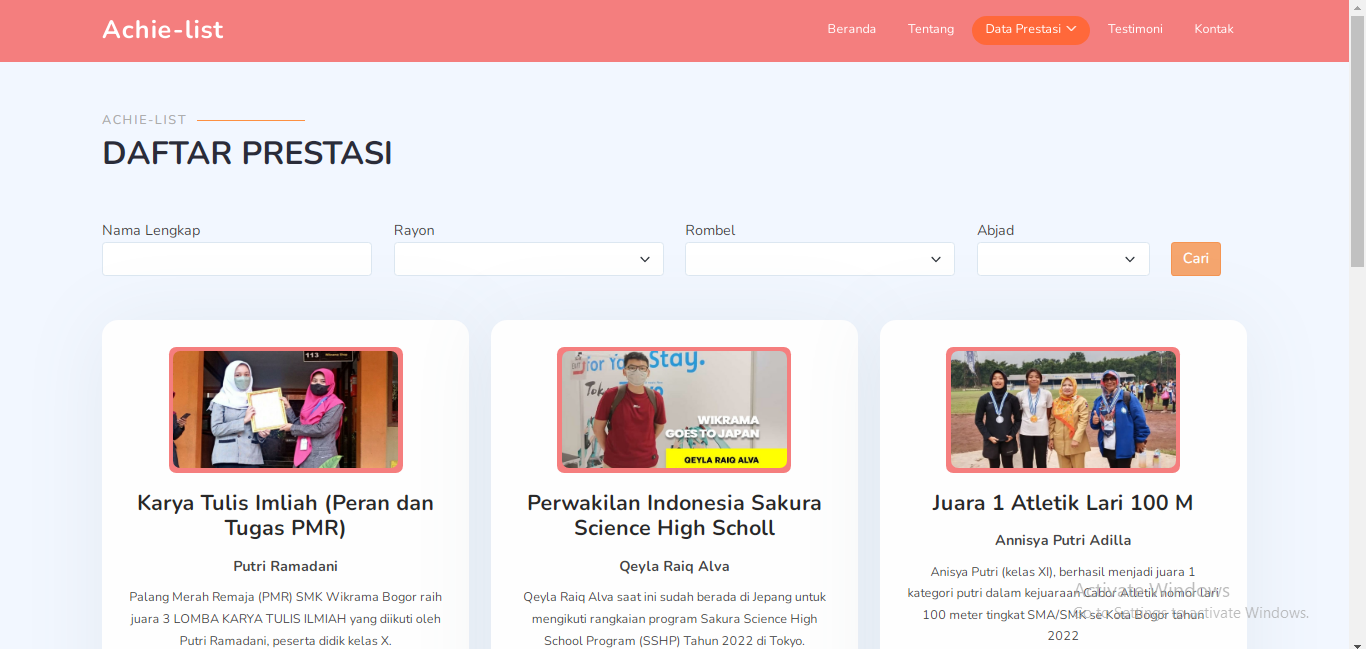 Achie-list
Beranda
Tentang
Data Prestasi
Testimoni
Kontak
ACHIE-LIST
DAFTAR PRESTASI
Nama Lengkap
Rayon
Rombel
Abjad
Cari
113
Karya Tulis Imliah (Peran dan
Tugas PMR)
Putri Ramadani
Palang Merah Remaja (PMR) SMK Wikrama Bogor raih
juara 3 LOMBA KARYA TULIS ILMIAH yang diikuti oleh
Putri Ramadani, peserta didik kelas X.
for Your Stay.
WIKRAMA
GOES TO JAPAN
QEYLA RAIQ ALVA
Perwakilan Indonesia Sakura
Science High Scholl
Qeyla Raiq Alva
Qeyla Raiq Alva saat ini sudah berada di Jepang untuk
mengikuti rangkaian program Sakura Science High
School Program (SSHP) Tahun 2022 di Tokyo.
Juara 1 Atletik Lari 100 M
Annisya Putri Adilla
Anisya Putri (kelas XI), berhasil menjadi juara 1
kategori putri dalam kejuaraan Cabor Atletik nomor lari
100 meter tingkat SMA/SMK se Kota Bogor tahun
2022
Activate Windows
Go to Settings to activate Windows.